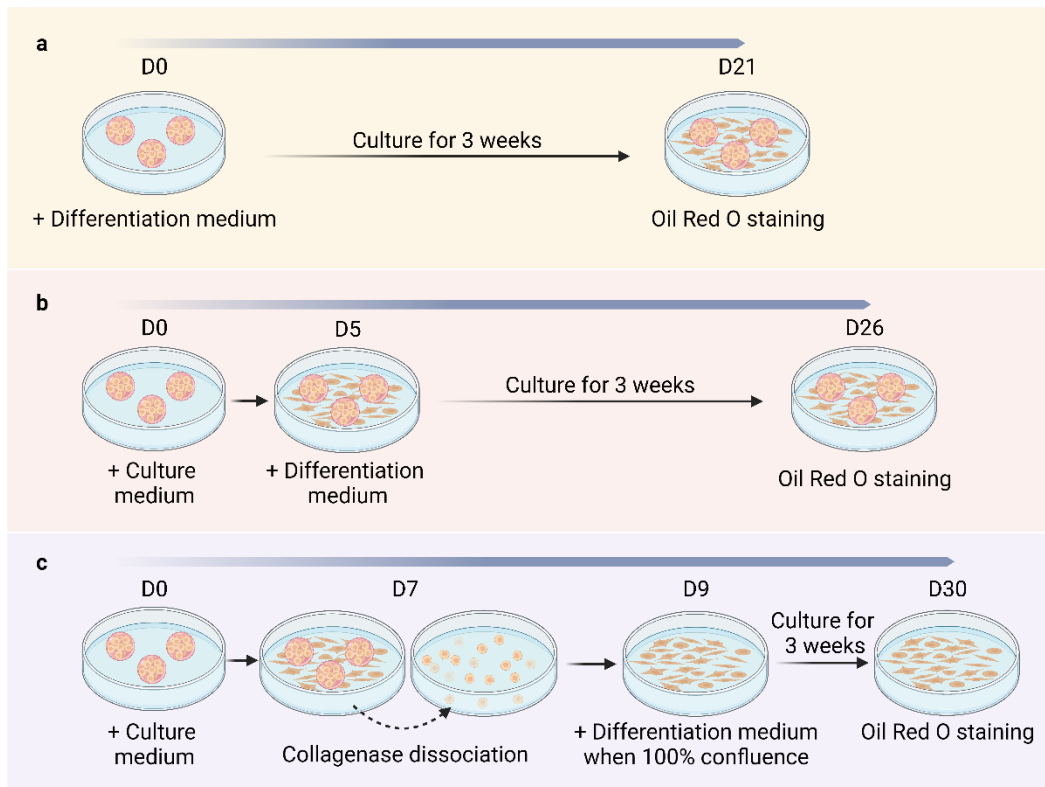 a
D0
D21
Culture for 3 weeks
+ Differentiation medium
Oil Red O staining
b
D0
D5
D26
Culture for 3 weeks
+ Culture
medium
+ Differentiation
medium
Oil Red O staining
c
D0
D7
D9
D30
Culture for
3 weeks
+ Culture
medium
Collagenase dissociation
+ Differentiation medium
when 100% confluence
Oil Red O staining